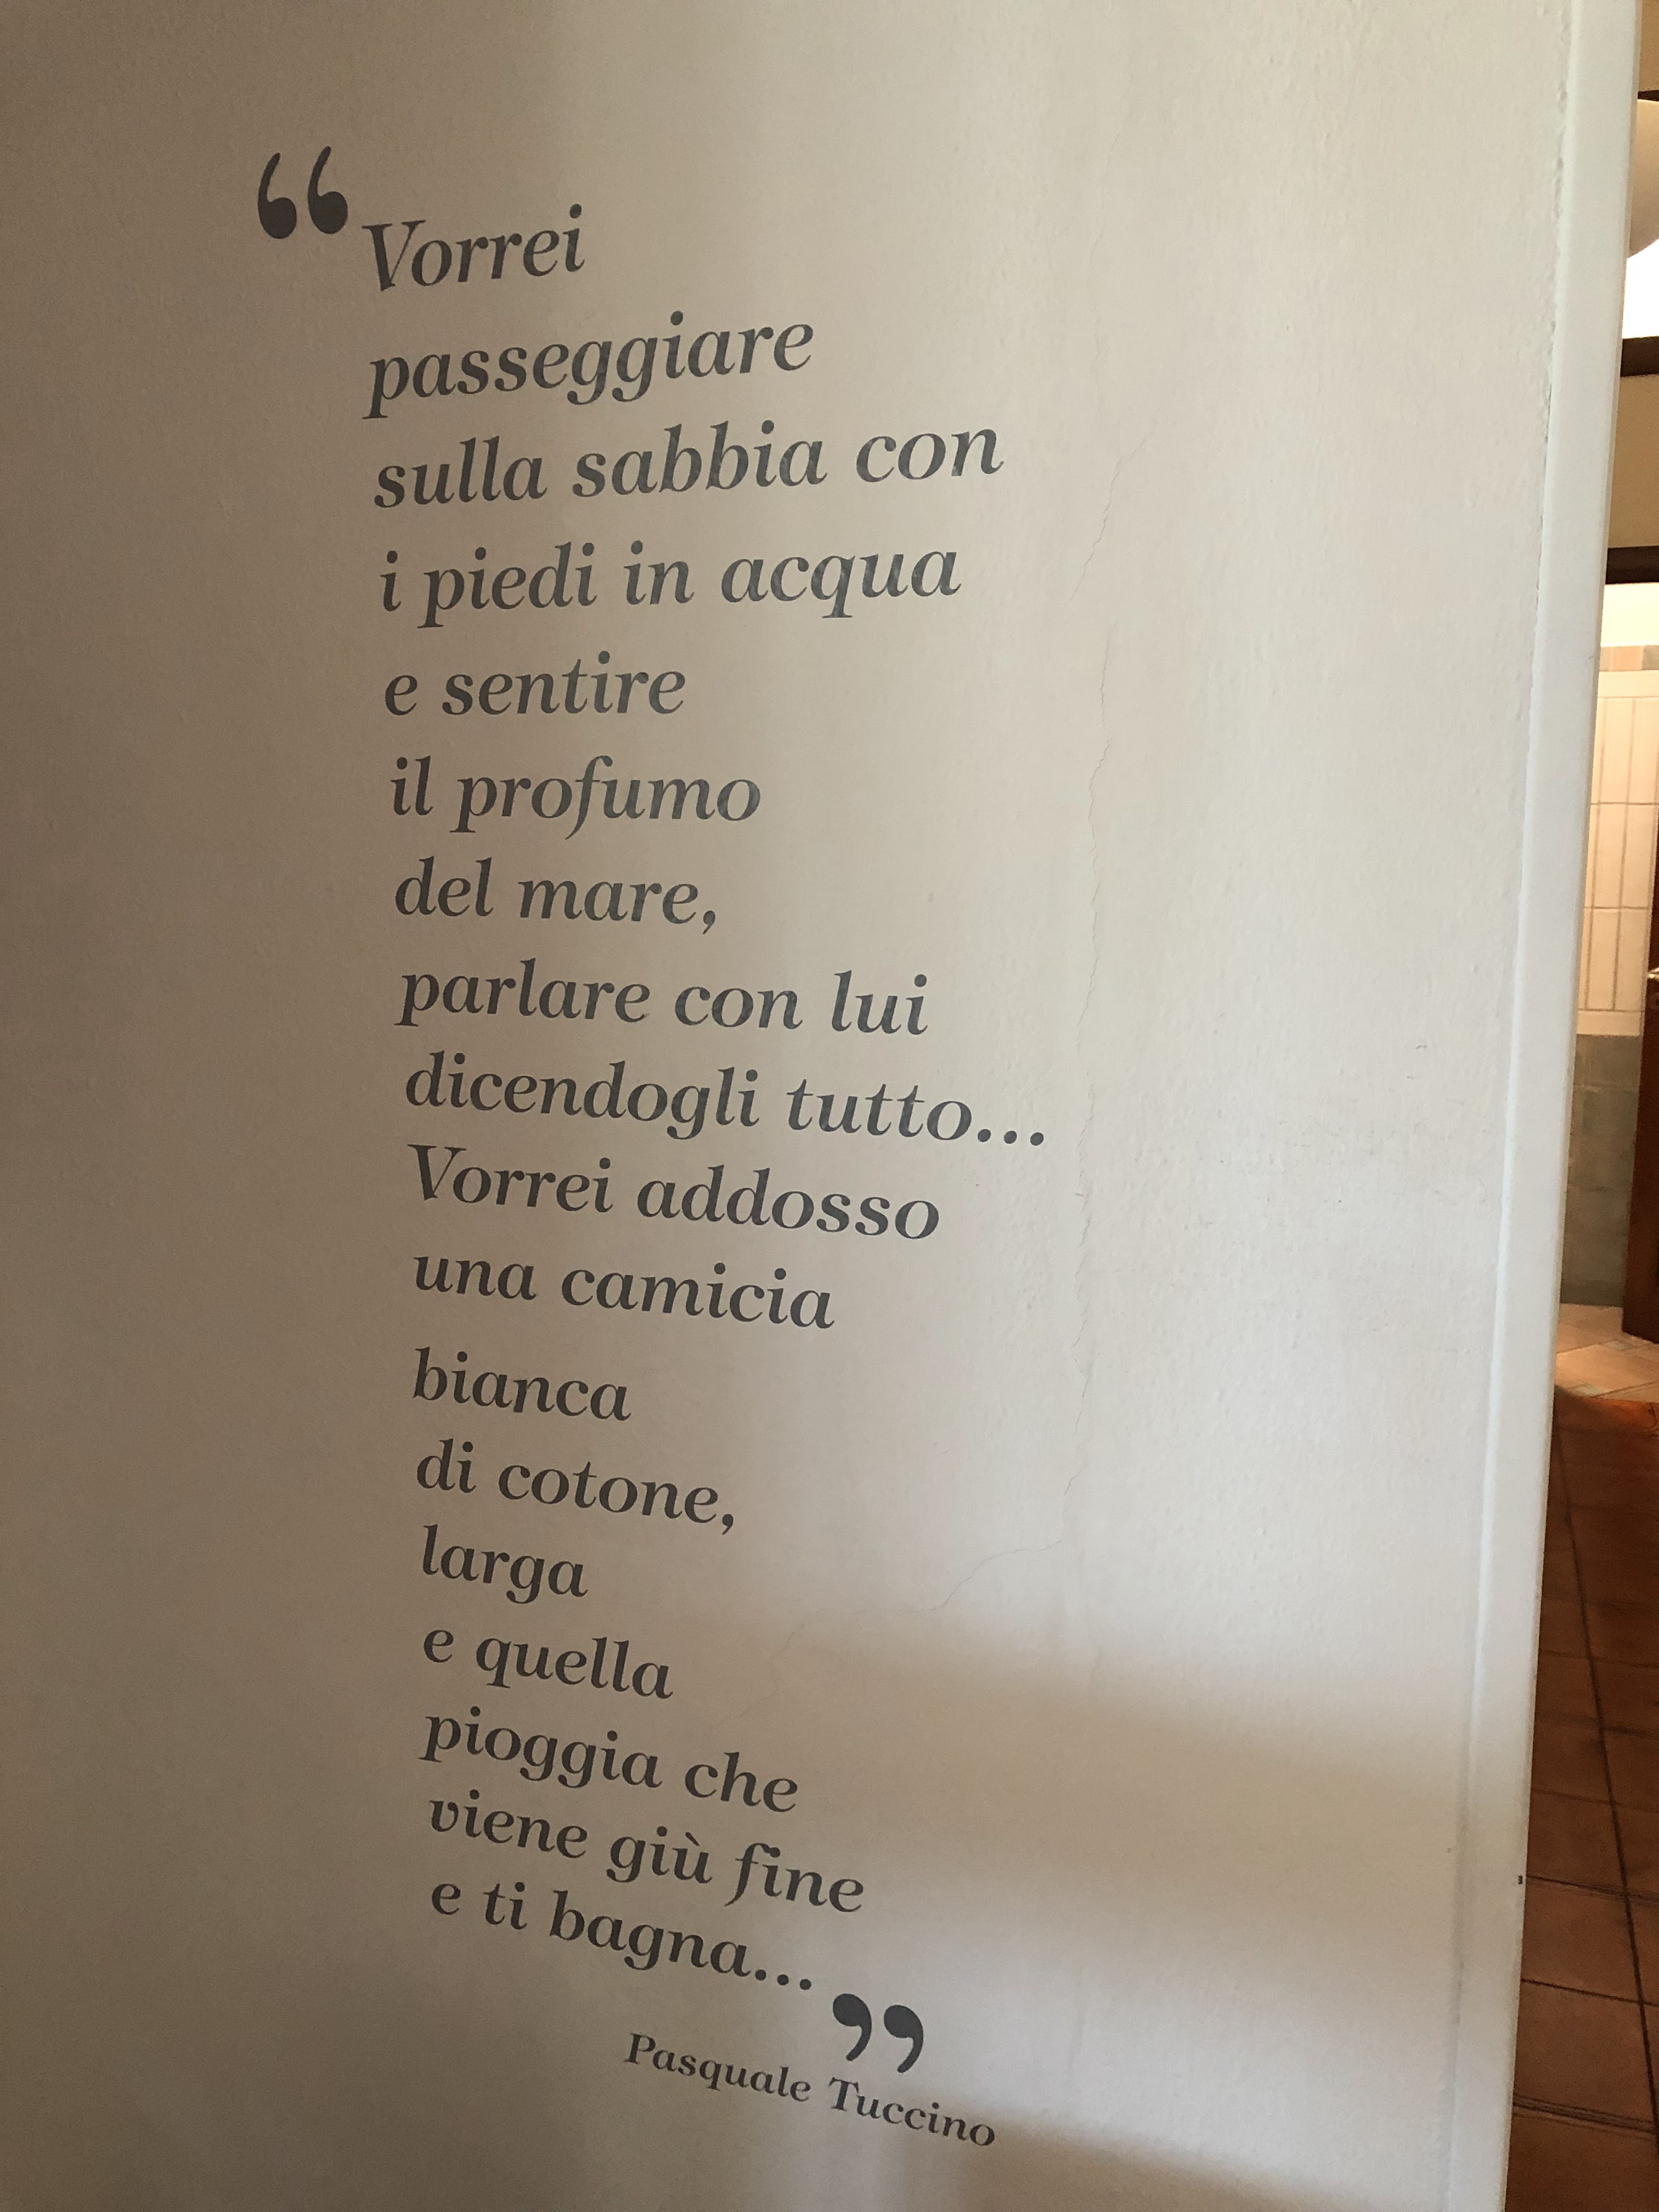 “Vorrei
passeggiare
sulla sabbia con
i piedi in acqua
e sentire
il profumo
del mare,
parlare con lui
dicendogli tutto...
Vorrei addosso
una camicia
bianca
di cotone,
larga
e quella
pioggia che
viene giù fine
e ti bagna...”
Pasquale Tuccino